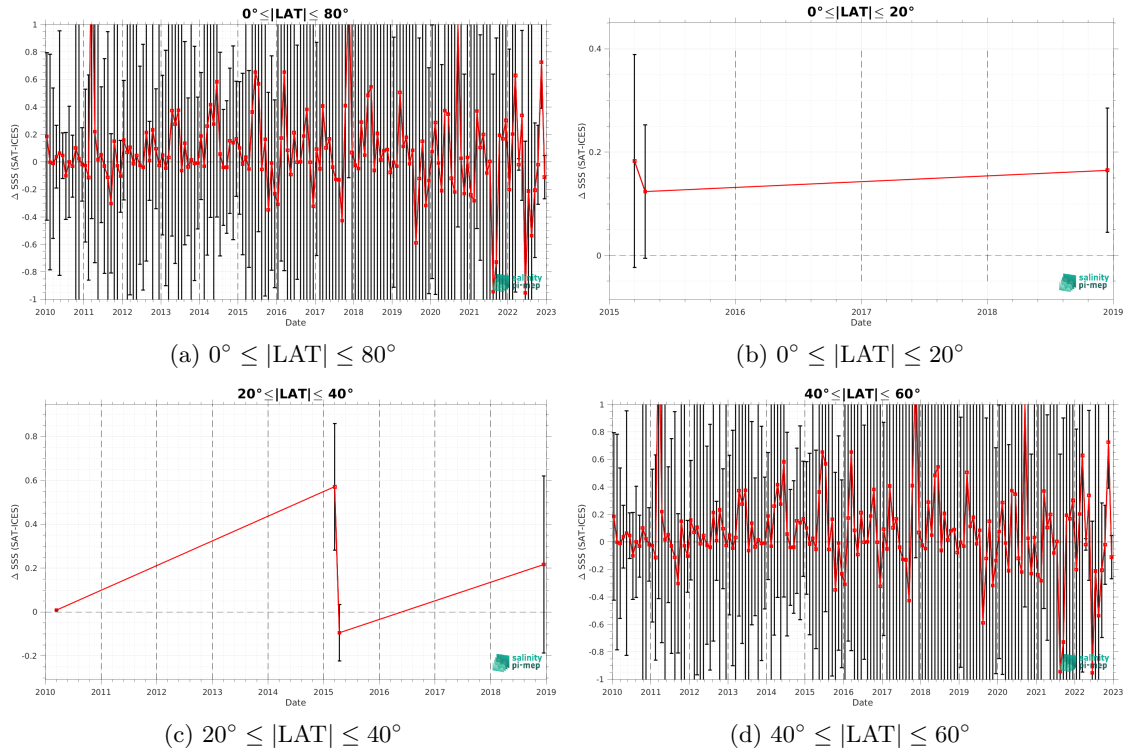 0°≤|LAT|≤ 80°
1
0.8
0.6
0.4
0.2
0
-0.2
-0.4
-0.6
-0.8
-1
Δ SSS (SAT-ICES)
salinity
pi-mep
2010 2011 2012 2013 2014 2015 2016 2017 2018 2019 2020 2021 2022 2023
Date
(a) 0° ≤ |LAT| ≤ 80°
0°≤|LAT|≤ 20°
0.4
0.2
0
Δ SSS (SAT-ICES)
salinity
pi-mep
2015 2016 2017 2018 2019
Date
(b) 0° ≤ |LAT| ≤ 20°
20°≤|LAT|≤ 40°
0.8
0.6
0.4
0.2
0
-0.2
Δ SSS (SAT-ICES)
salinity
pi-mep
2010 2011 2012 2013 2014 2015 2016 2017 2018 2019
Date
(c) 20° ≤ |LAT| ≤ 40°
40°≤|LAT|≤ 60°
1
0.8
0.6
0.4
0.2
0
-0.2
-0.4
-0.6
-0.8
-1
Δ SSS (SAT-ICES)
salinity
pi-mep
2010 2011 2012 2013 2014 2015 2016 2017 2018 2019 2020 2021 2022 2023
Date
(d) 40° ≤ |LAT| ≤ 60°